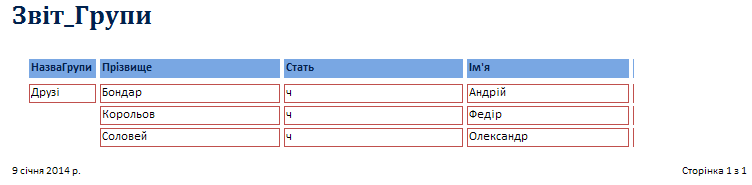 Звіт_Групи
НазваГрупи Прізвище Стать Ім'я
Друзі Бондар ч Андрій
Корольов ч Федір
Соловей ч Олександр
9 січня 2014 р. Сторінка 1 з 1